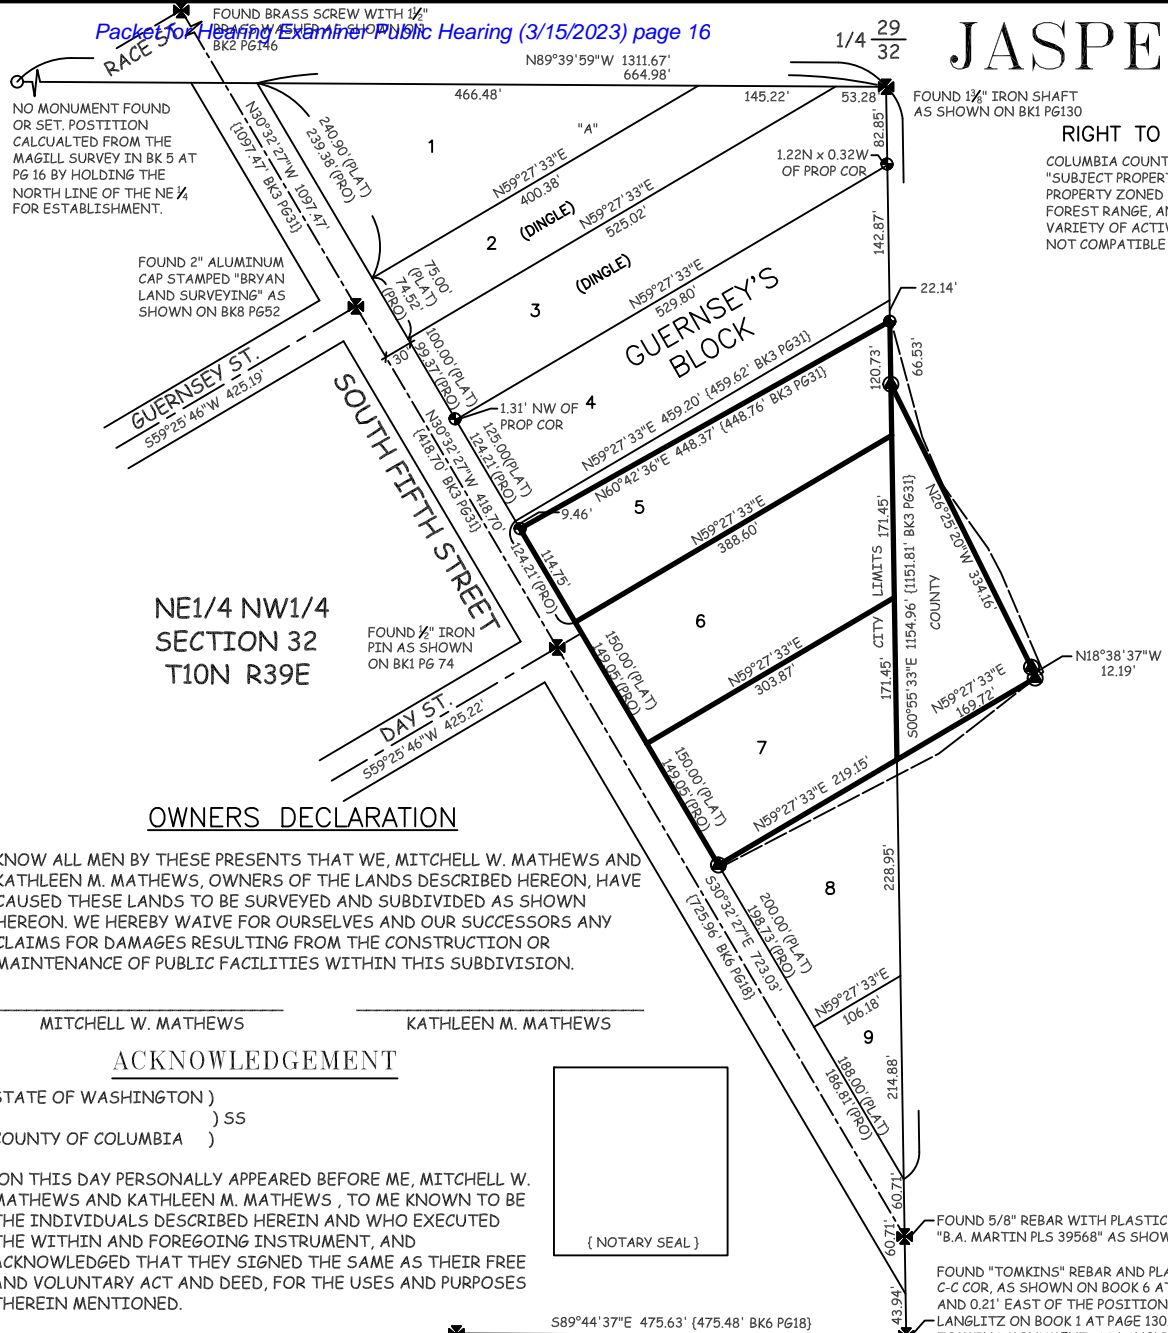 Packet for Hearing Examiner Public Hearing (3/15/2023) page 16
FOUND BRASS SCREW WITH 1½"
BRASS WASHED AS SHOWN ON
BK2 PG146
RACE ST.
1/4 29
32
JASPE
N89°39'59"W 1311.67'
664.98'
466.48'
145.22'
53.28'
FOUND 1⅜" IRON SHAFT
AS SHOWN ON BK1 PG130
RIGHT TO
COLUMBIA COUNT
"SUBJECT PROPERT
PROPERTY ZONED
FOREST RANGE, AN
VARIETY OF ACTIV
NOT COMPATIBLE
NO MONUMENT FOUND
OR SET. POSTITION
CALCUALTED FROM THE
MAGILL SURVEY IN BK 5 AT
PG 16 BY HOLDING THE
NORTH LINE OF THE NE ¼
FOR ESTABLISHMENT.
N30°32'27"W 1097.47'
{1097.47' BK3 PG31}
240.90'(PLAT)
239.38'(PRO)
1
"A"
82.85'
1.22N x 0.32W
OF PROP COR
N59°27'33"E
400.38'
2
(DINGLE)
N59°27'33"E
525.02'
142.87'
FOUND 2" ALUMINUM
CAP STAMPED "BRYAN
LAND SURVEYING" AS
SHOWN ON BK8 PG52
75.00'
(PLAT)
74.52'
(PRO)
3
(DINGLE)
N59°27'33"E
529.80'
22.14'
GUERNSEY'S
BLOCK
30'
100.00'(PLAT)
99.37'(PRO)
GUERNSEY ST.
S59°25'46"W 425.19'
SOUTH FIFTH STREET
1.31' NW OF
PROP COR
4
N59°27'33"E 459.20' {459.62' BK3 PG31}
N60°42'36"E 448.37' {448.76' BK3 PG31}
120.73'
66.53'
125.00(PLAT)
124.21'(PRO)
N30°32'27"W 418.70'
{418.70' BK3 PG31}
5
9.46'
N59°27'33"E
388.60'
124.21'(PRO)
114.75'
171.45'
CITY LIMITS
S00°55'33"E 1154.96' {1151.81' BK3 PG31}
COUNTY
N26°25'20"W 334.16'
NE1/4 NW1/4
SECTION 32
T10N R39E
FOUND ½" IRON
PIN AS SHOWN
ON BK1 PG 74
6
150.00'(PLAT)
149.05'(PRO)
N59°27'33"E
303.87'
171.45'
N18°38'37"W
12.19'
N59°27'33"E
169.72'
DAY ST.
S59°25'46"W 425.22'
7
150.00'(PLAT)
149.05'(PRO)
N59°27'33"E 219.15'
OWNERS DECLARATION
KNOW ALL MEN BY THESE PRESENTS THAT WE, MITCHELL W. MATHEWS AND
KATHLEEN M. MATHEWS, OWNERS OF THE LANDS DESCRIBED HEREON, HAVE
CAUSED THESE LANDS TO BE SURVEYED AND SUBDIVIDED AS SHOWN
HEREON. WE HEREBY WAIVE FOR OURSELVES AND OUR SUCCESSORS ANY
CLAIMS FOR DAMAGES RESULTING FROM THE CONSTRUCTION OR
MAINTENANCE OF PUBLIC FACILITIES WITHIN THIS SUBDIVISION.
MITCHELL W. MATHEWS
KATHLEEN M. MATHEWS
8
228.95'
200.00'(PLAT)
198.73'(PRO)
S30°32'27"E 723.03'
{725.96' BK6 PG18}
N59°27'33"E
106.18'
9
214.88'
188.00'(PLAT)
186.81'(PRO)
ACKNOWLEDGEMENT
STATE OF WASHINGTON )
) SS
COUNTY OF COLUMBIA )
ON THIS DAY PERSONALLY APPEARED BEFORE ME, MITCHELL W.
MATHEWS AND KATHLEEN M. MATHEWS , TO ME KNOWN TO BE
THE INDIVIDUALS DESCRIBED HEREIN AND WHO EXECUTED
THE WITHIN AND FOREGOING INSTRUMENT, AND
ACKNOWLEDGED THAT THEY SIGNED THE SAME AS THEIR FREE
AND VOLUNTARY ACT AND DEED, FOR THE USES AND PURPOSES
THEREIN MENTIONED.
{ NOTARY SEAL }
60.71'
60.71'
43.94'
FOUND 5/8" REBAR WITH PLASTIC
"B.A. MARTIN PLS 39568" AS SHOW
FOUND "TOMKINS" REBAR AND PLA
C-C COR, AS SHOWN ON BOOK 6 AT
AND 0.21' EAST OF THE POSITION
LANGLITZ ON BOOK 1 AT PAGE 130
S89°44'37"E 475.63' {475.48' BK6 PG18}